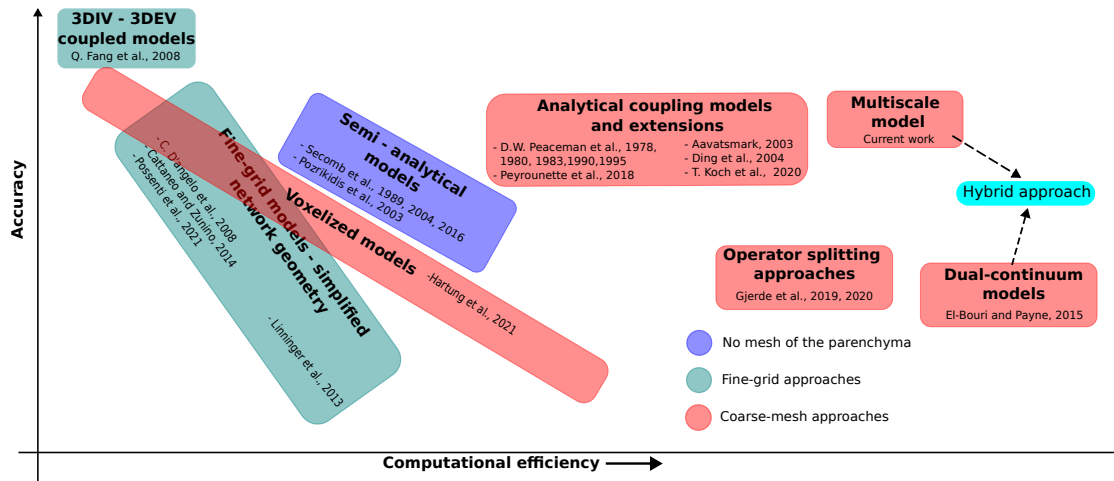 3DIV - 3DEV
coupled models
Q. Fang et al., 2008
Fine-grid models - simplified
network geometry
- C. D'angelo et al., 2008
- Cattaneo and Zunino, 2014
- Possenti et al., 2021
- Linninger et al., 2013
Voxelized models
-Hartung et al., 2021
Semi - analytical
models
- Secomb et al., 1989, 2004, 2016
- Pozrikidis et al., 2003
Analytical coupling models
and extensions
- D.W. Peaceman et al., 1978,
1980, 1983,1990,1995
- Peyrounette et al., 2018
- Aavatsmark, 2003
- Ding et al., 2004
- T. Koch et al.,  2020
Multiscale
model
Current work
Hybrid approach
Operator splitting
approaches
Gjerde et al., 2019, 2020
Dual-continuum
models
El-Bouri and Payne, 2015
No mesh of the parenchyma
Fine-grid approaches
Coarse-mesh approaches
Accuracy
Computational efficiency